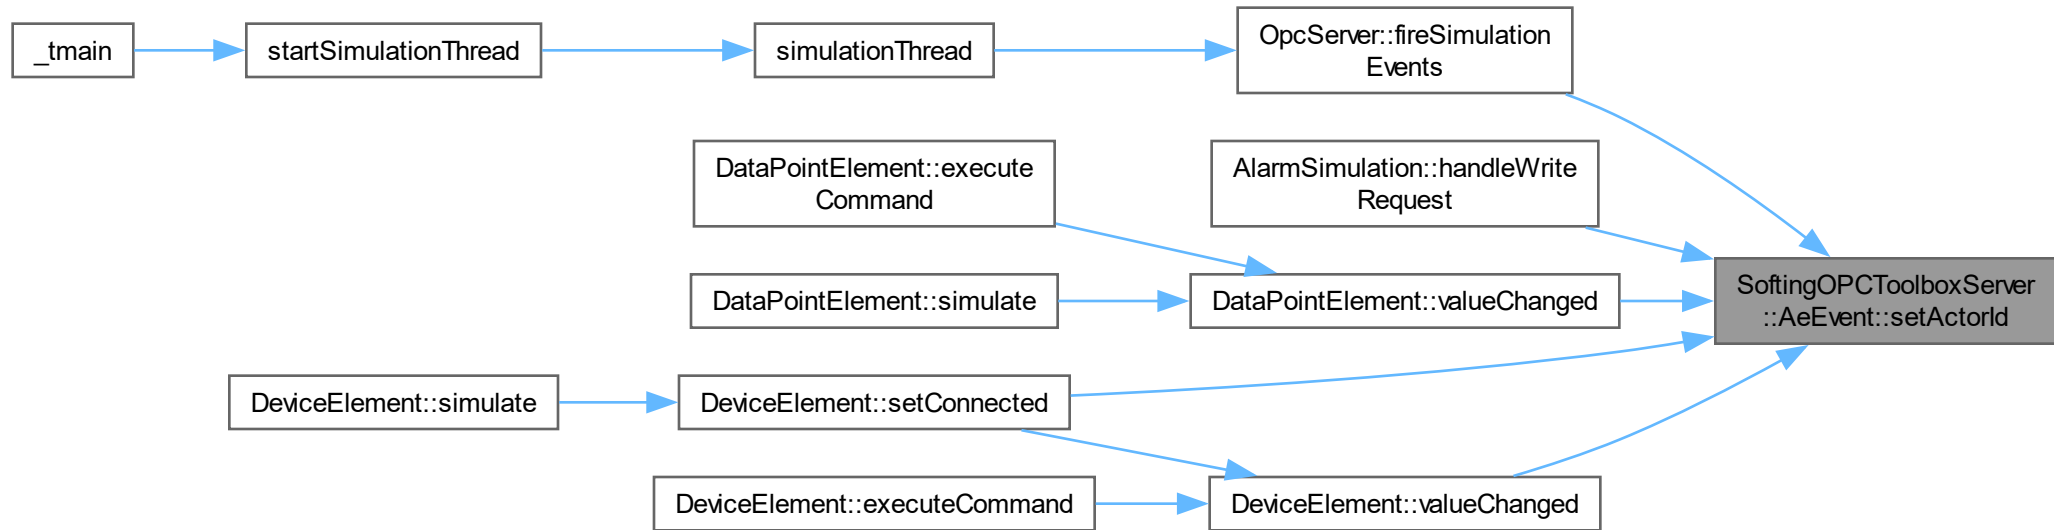 _tmain
startSimulationThread
simulationThread
OpcServer::fireSimulation
Events
DataPointElement::execute
Command
AlarmSimulation::handleWrite
Request
DataPointElement::simulate
DataPointElement::valueChanged
SoftingOPCToolboxServer
::AeEvent::setActorId
DeviceElement::simulate
DeviceElement::setConnected
DeviceElement::executeCommand
DeviceElement::valueChanged